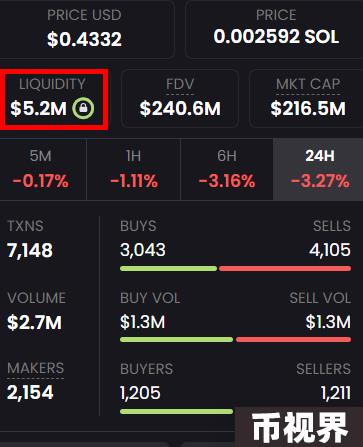 PRICE USD
$0.4332
PRICE
0.002592 SOL
LIQUIDITY
$5.2M
FDV
$240.6M
MKT CAP
$216.5M
5M
-0.17%
1H
-1.11%
6H
-3.16%
24H
-3.27%
TXNS
7,148
BUYS
3,043
SELLS
4,105
VOLUME
$2.7M
BUY VOL
$1.3M
SELL VOL
$1.3M
MAKERS
2,154
BUYERS
1,205
SELLERS
1,211
币视界